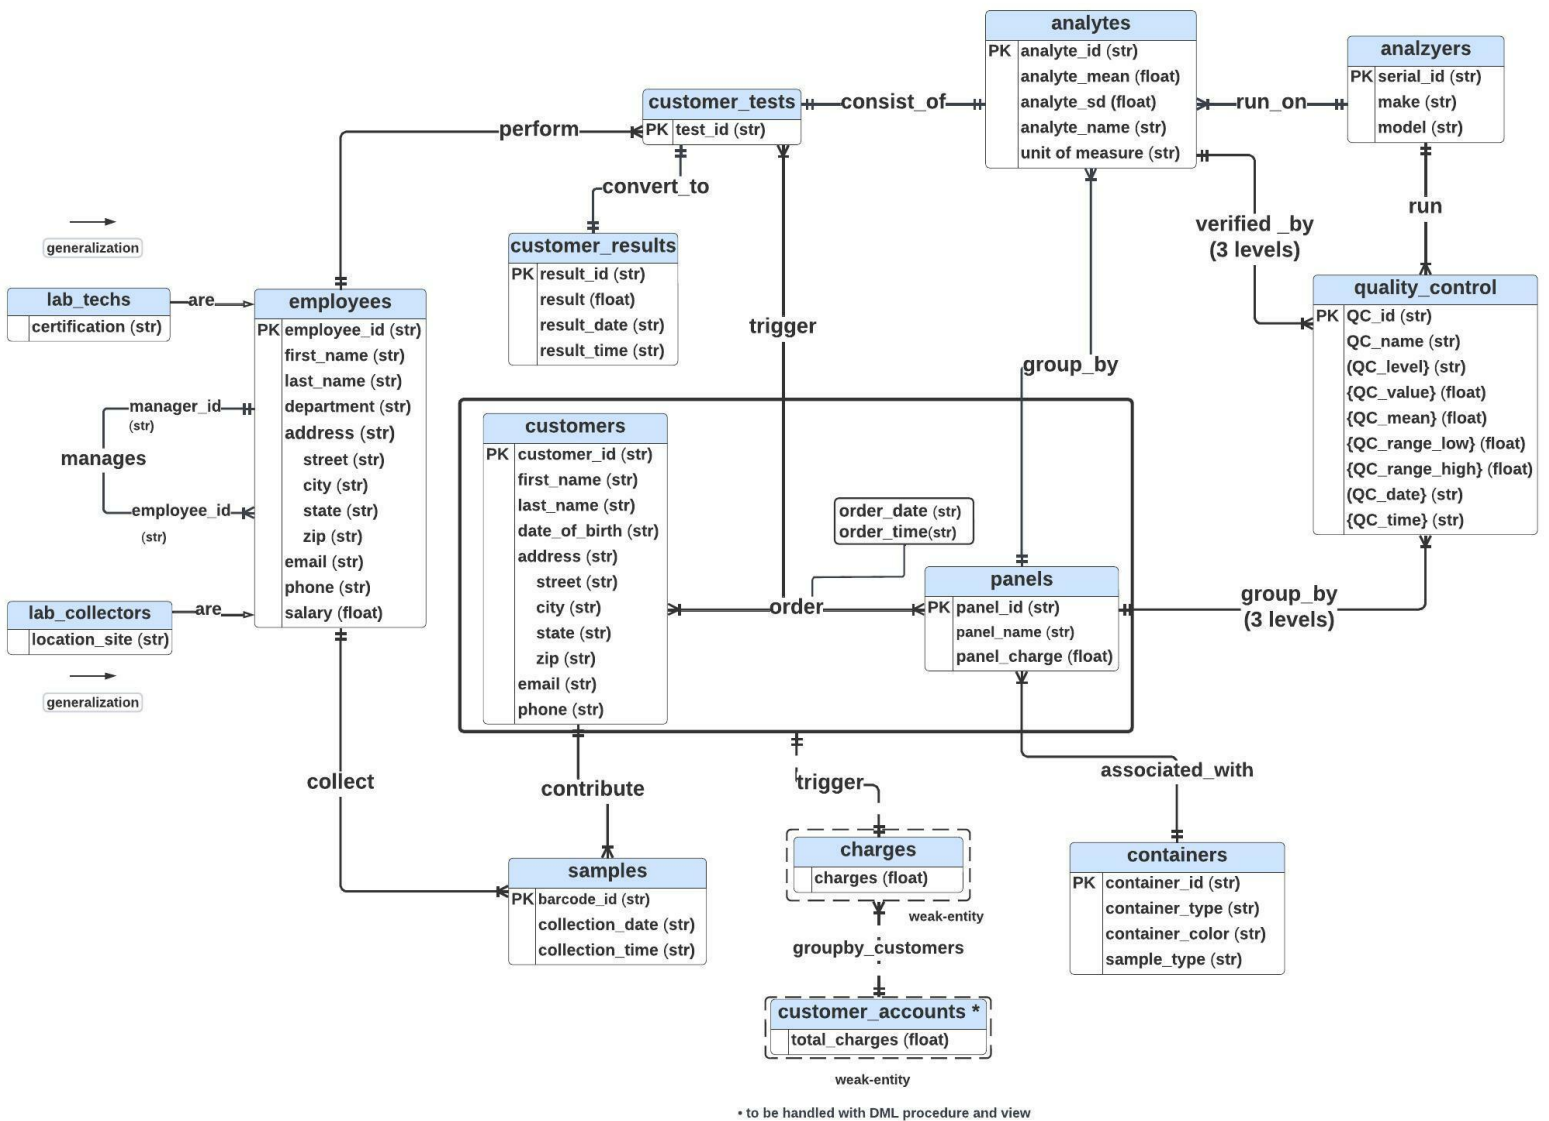 analytes
PK analyte_id (str)
analyte_mean (float)
analyte_sd (float)
analyte_name (str)
unit of measure (str)
analzyers
PK serial_id (str)
make (str)
model (str)
customer_tests
PK test_id (str)
consist_of
run_on
perform
convert_to
verified _by
(3 levels)
run
generalization
customer_results
PK result_id (str)
result (float)
result_date (str)
result_time (str)
quality_control
PK QC_id (str)
QC_name (str)
(QC_level} (str)
{QC_value} (float)
{QC_mean} (float)
{QC_range_low} (float)
{QC_range_high} (float)
(QC_date} (str)
{QC_time} (str)
lab_techs
certification (str)
are
employees
PK employee_id (str)
first_name (str)
last_name (str)
department (str)
address (str)
street (str)
city (str)
state (str)
zip (str)
email (str)
phone (str)
salary (float)
trigger
group_by
manager_id
(str)
manages
employee_id
(str)
customers
PK customer_id (str)
first_name (str)
last_name (str)
date_of_birth (str)
address (str)
street (str)
city (str)
state (str)
zip (str)
email (str)
phone (str)
order_date (str)
order_time(str)
order
panels
PK panel_id (str)
panel_name (str)
panel_charge (float)
group_by
(3 levels)
lab_collectors
location_site (str)
are
generalization
collect
contribute
trigger
associated_with
samples
PK barcode_id (str)
collection_date (str)
collection_time (str)
charges
charges (float)
weak-entity
containers
PK container_id (str)
container_type (str)
container_color (str)
sample_type (str)
groupby_customers
customer_accounts *
total_charges (float)
weak-entity
• to be handled with DML procedure and view